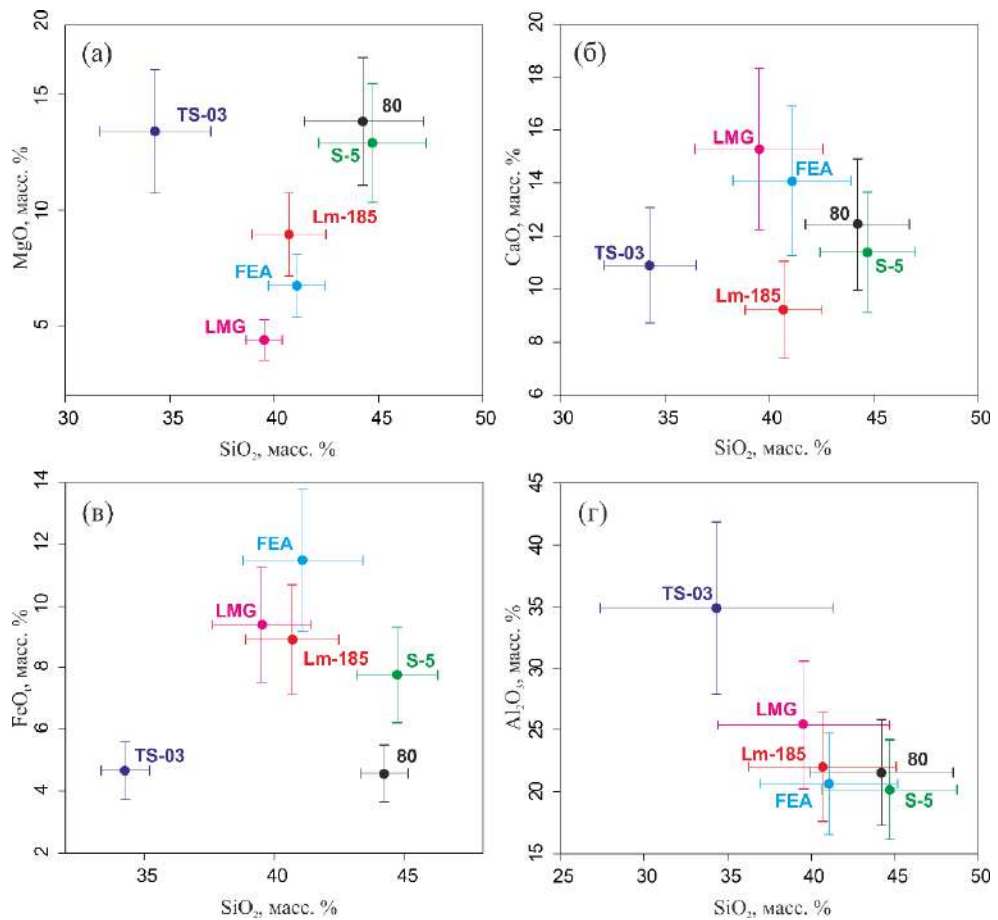 (а)
20
15
10
5
MgO, масс. %
TS-03
80
S-5
Lm-185
FEA
LMG
30
35
40
45
50
SiO₂, масс. %
(б)
20
18
16
14
12
10
8
6
CaO, масс. %
LMG
FEA
80
TS-03
S-5
Lm-185
30
35
40
45
50
SiO₂, масс. %
(в)
14
12
10
8
6
4
2
FeOₜ, масс. %
FEA
LMG
Lm-185
S-5
TS-03
80
35
40
45
SiO₂, масс. %
(г)
45
40
35
30
25
20
15
Al₂O₃, масс. %
TS-03
LMG
Lm-185
80
FEA
S-5
25
30
35
40
45
50
SiO₂, масс. %